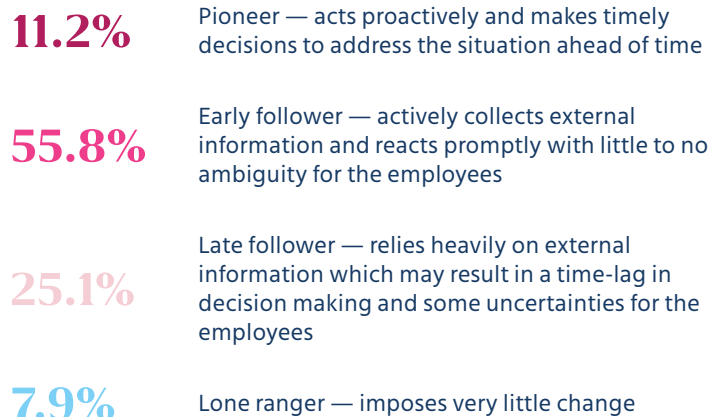 11.2%
Pioneer — acts proactively and makes timely
decisions to address the situation ahead of time
55.8%
Early follower — actively collects external
information and reacts promptly with little to no
ambiguity for the employees
25.1%
Late follower — relies heavily on external
information which may result in a time-lag in
decision making and some uncertainties for the
employees
7.9%
Lone ranger — imposes very little change